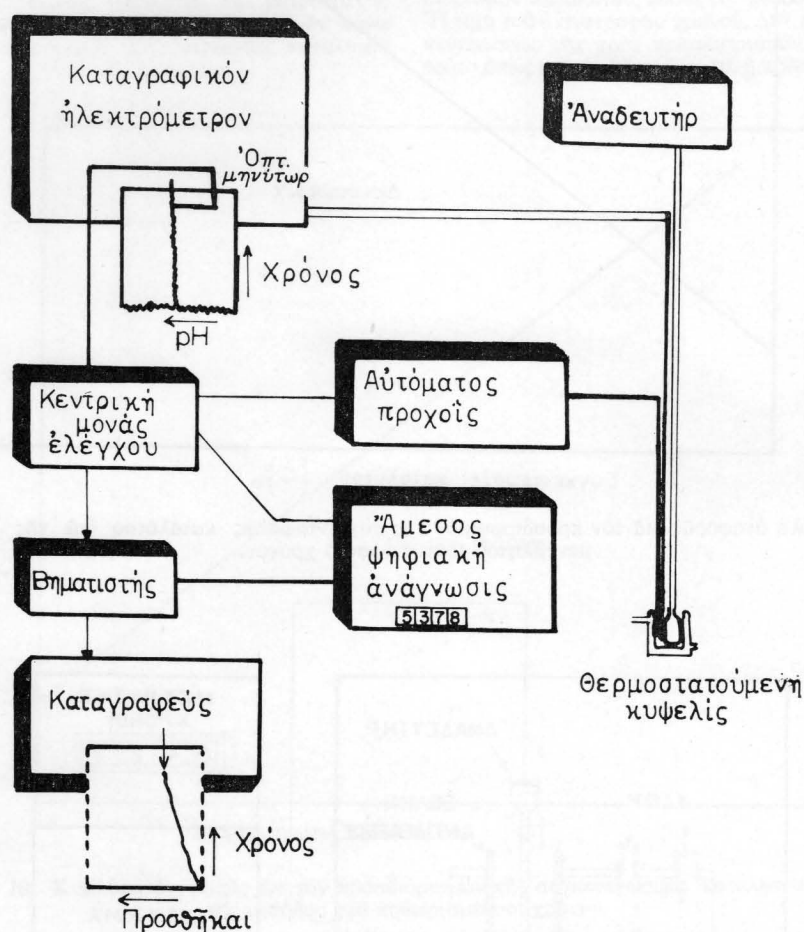 Καταγραφικόν
ἠλεκτρόμετρον
Ὀπτ.
μηνύτωρ
Χρόνος
pH
Ἀναδευτήρ
Κεντρική
μονάς
ἐλέγχου
Αὐτόματος
προχοΐς
Ἄμεσος
ψηφιακή
ἀνάγνωσις
5378
Βηματιστής
Θερμοστατούμενη
κυψελίς
Καταγραφεύς
Χρόνος
Προσθῆκαι